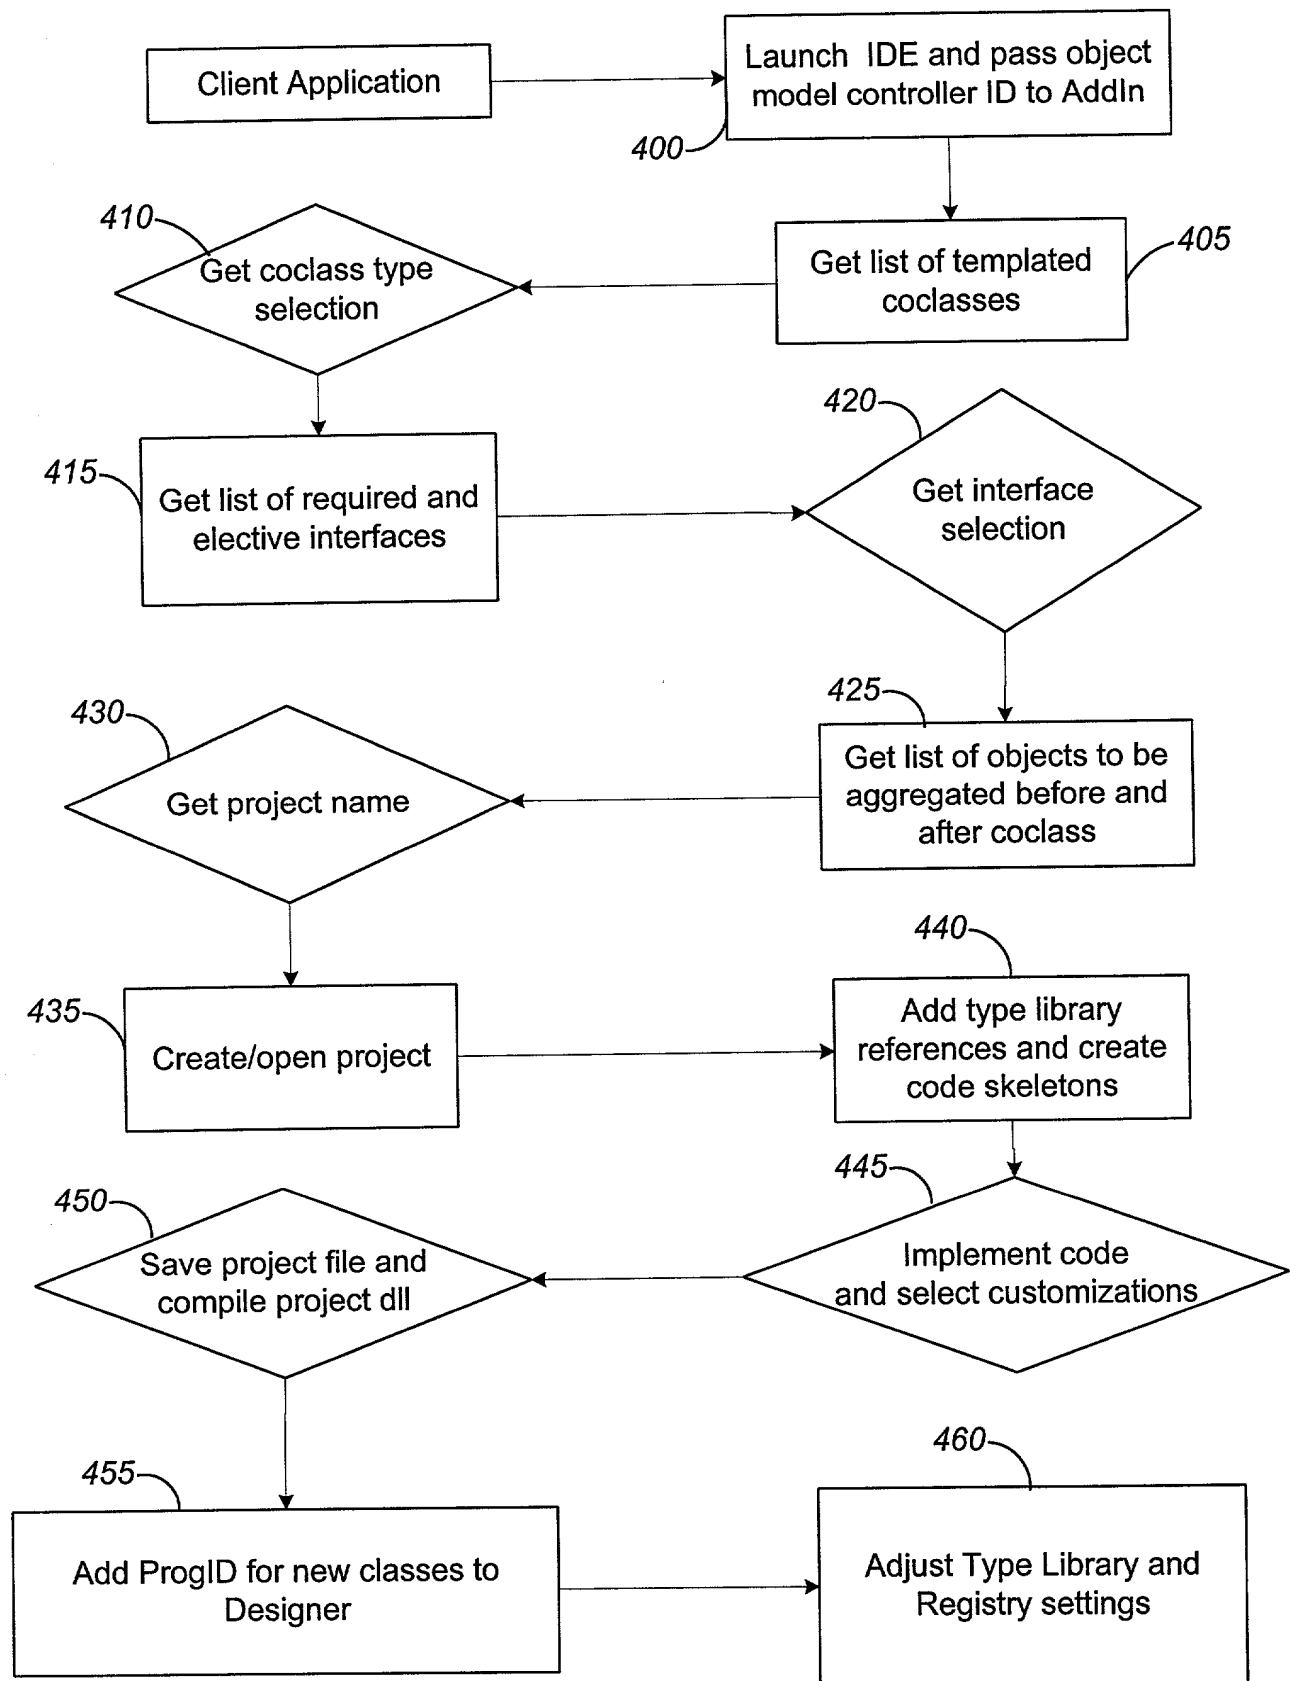 Client Application
Launch IDE and pass object
model controller ID to AddIn
400
410
Get coclass type
selection
Get list of templated
coclasses
405
415
Get list of required and
elective interfaces
420
Get interface
selection
425
Get list of objects to be
aggregated before and
after coclass
430
Get project name
435
Create/open project
440
Add type library
references and create
code skeletons
445
Implement code
and select customizations
450
Save project file and
compile project dll
455
Add ProgID for new classes to
Designer
460
Adjust Type Library and
Registry settings